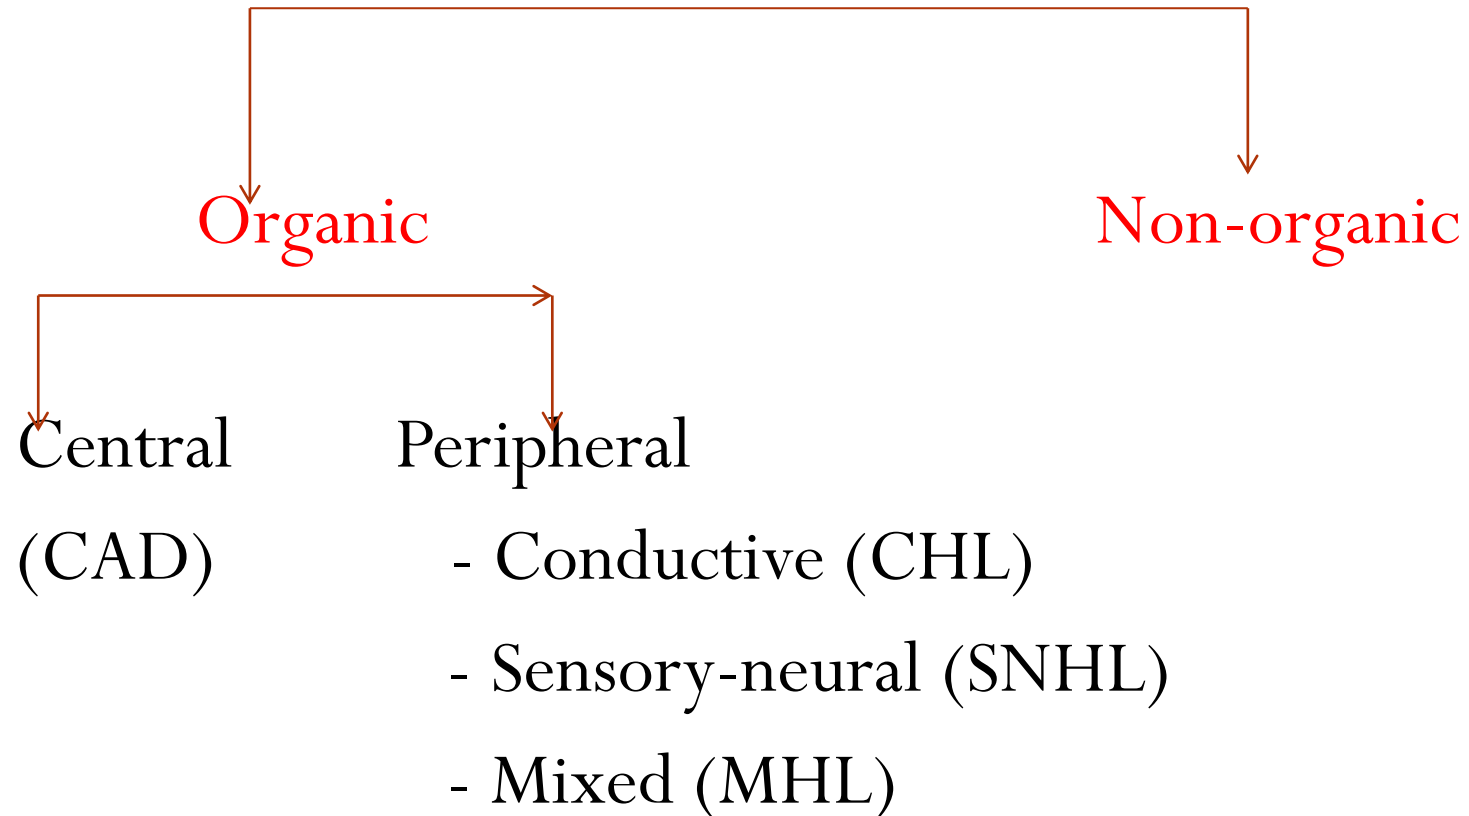 Organic Non-organic
Central Peripheral
(CAD) - Conductive (CHL)
- Sensory-neural (SNHL)
- Mixed (MHL)